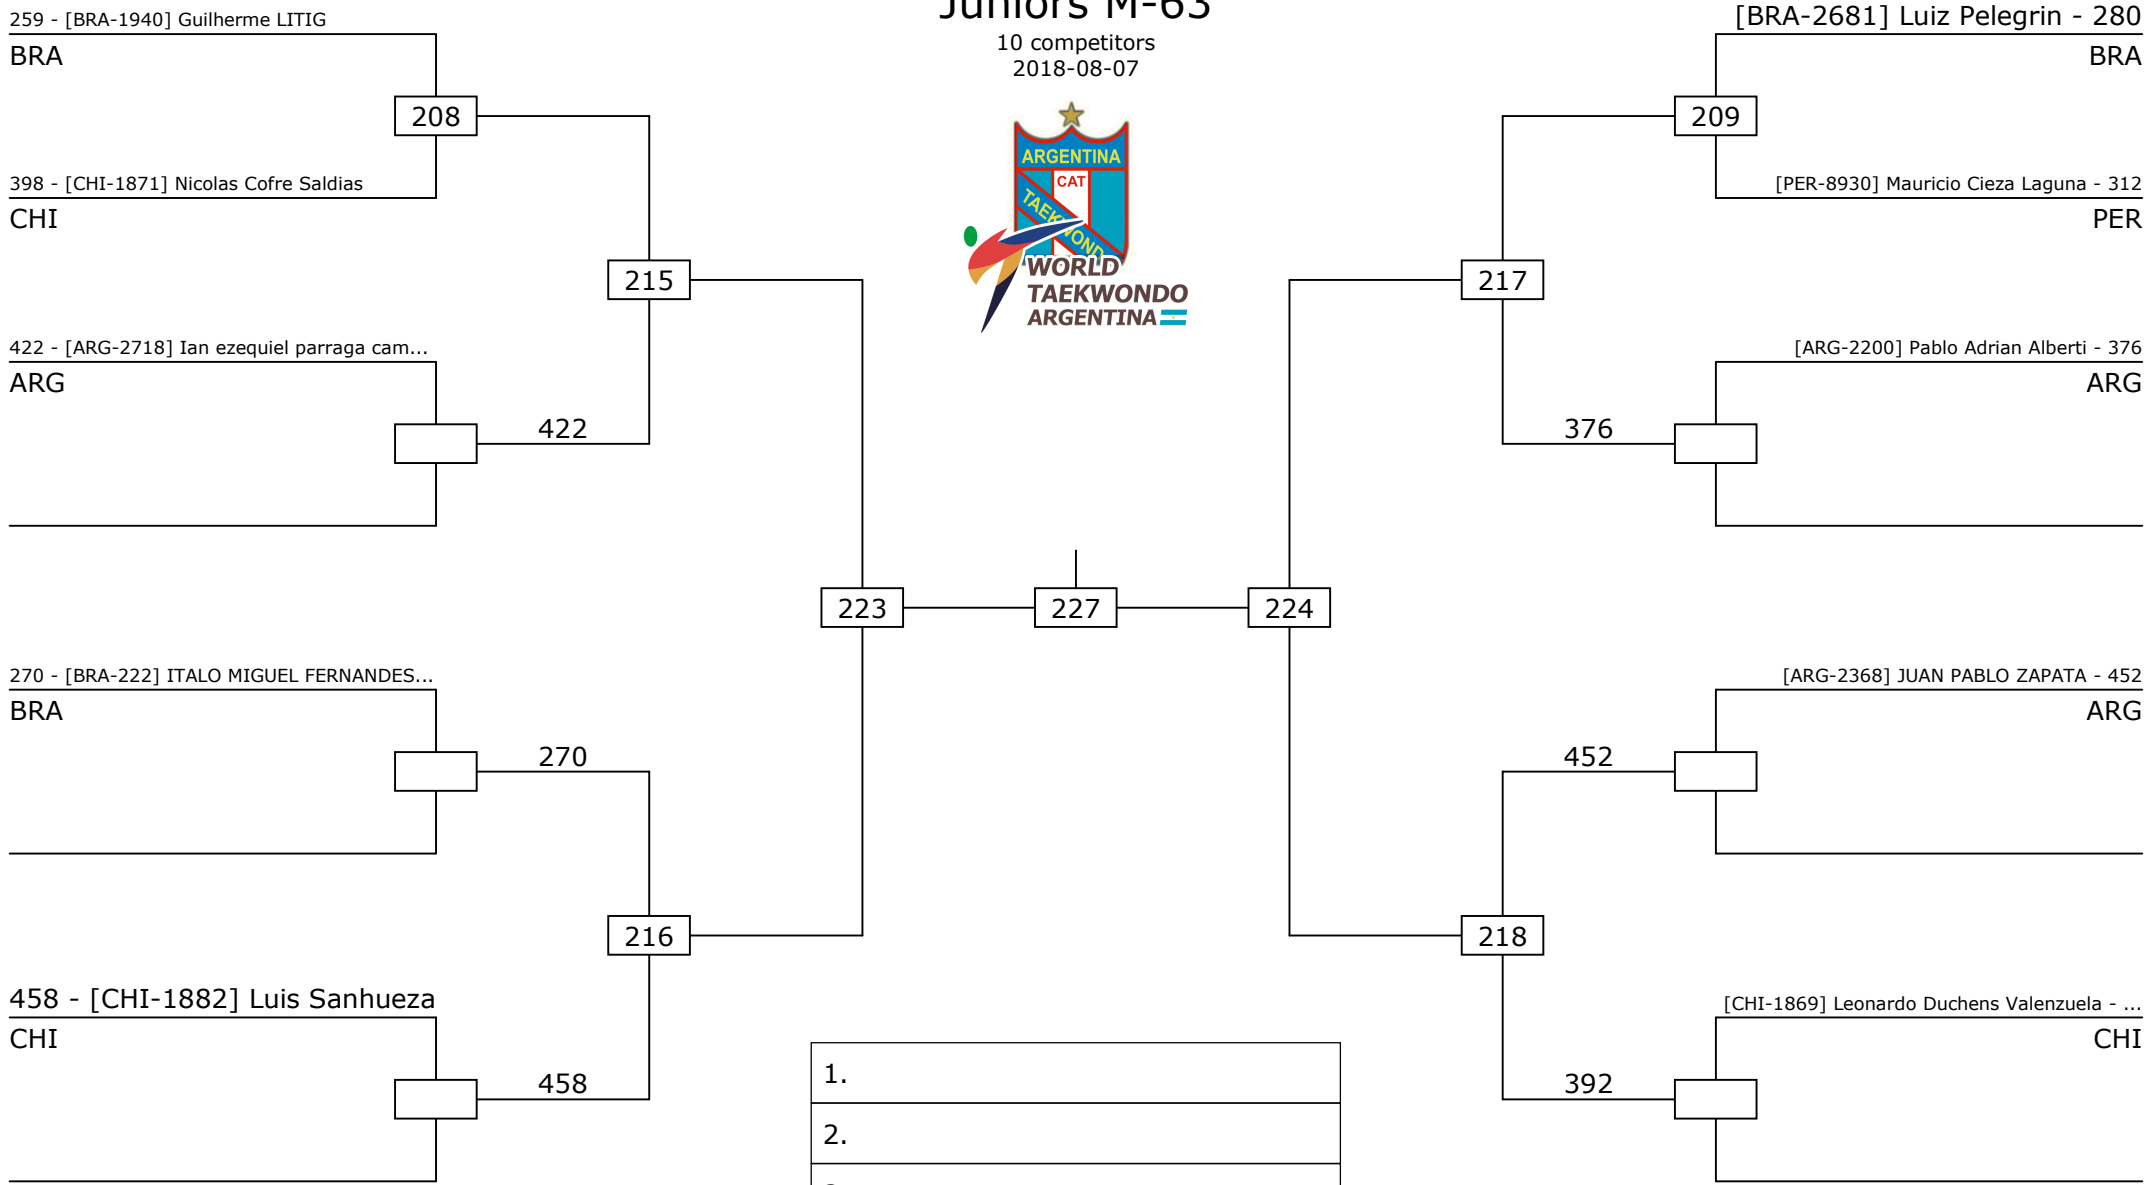 Juniors M-63
10 competitors
2018-08-07
259 - [BRA-1940] Guilherme LITIG
BRA
208
398 - [CHI-1871] Nicolas Cofre Saldias
CHI
215
422 - [ARG-2718] Ian ezequiel parraga cam...
ARG
422
223
270 - [BRA-222] ITALO MIGUEL FERNANDES...
BRA
270
216
458 - [CHI-1882] Luis Sanhueza
CHI
458
ARGENTINA
CAT
TAEKWONDO
WORLD
TAEKWONDO
ARGENTINA
227
[BRA-2681] Luiz Pelegrin - 280
BRA
209
[PER-8930] Mauricio Cieza Laguna - 312
PER
217
[ARG-2200] Pablo Adrian Alberti - 376
ARG
376
224
[ARG-2368] JUAN PABLO ZAPATA - 452
ARG
452
218
[CHI-1869] Leonardo Duchens Valenzuela - ...
CHI
392
1.
2.